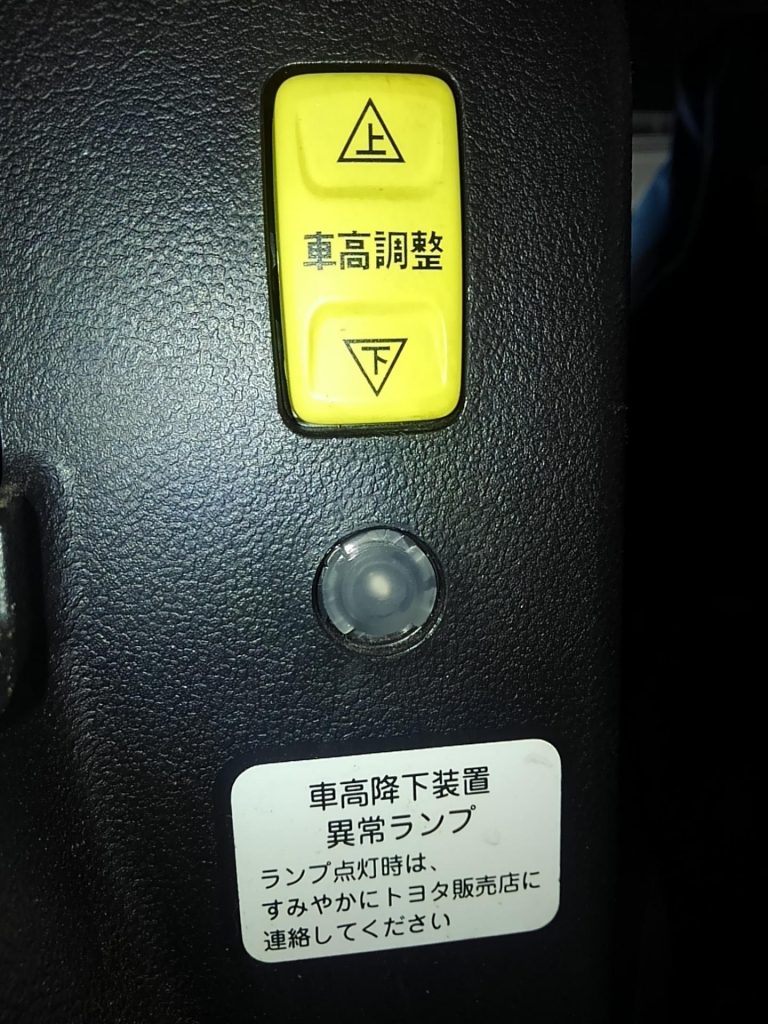 上
車高調整
下
車高降下装置
異常ランプ
ランプ点灯時は、
すみやかにトヨタ販売店に
連絡してください